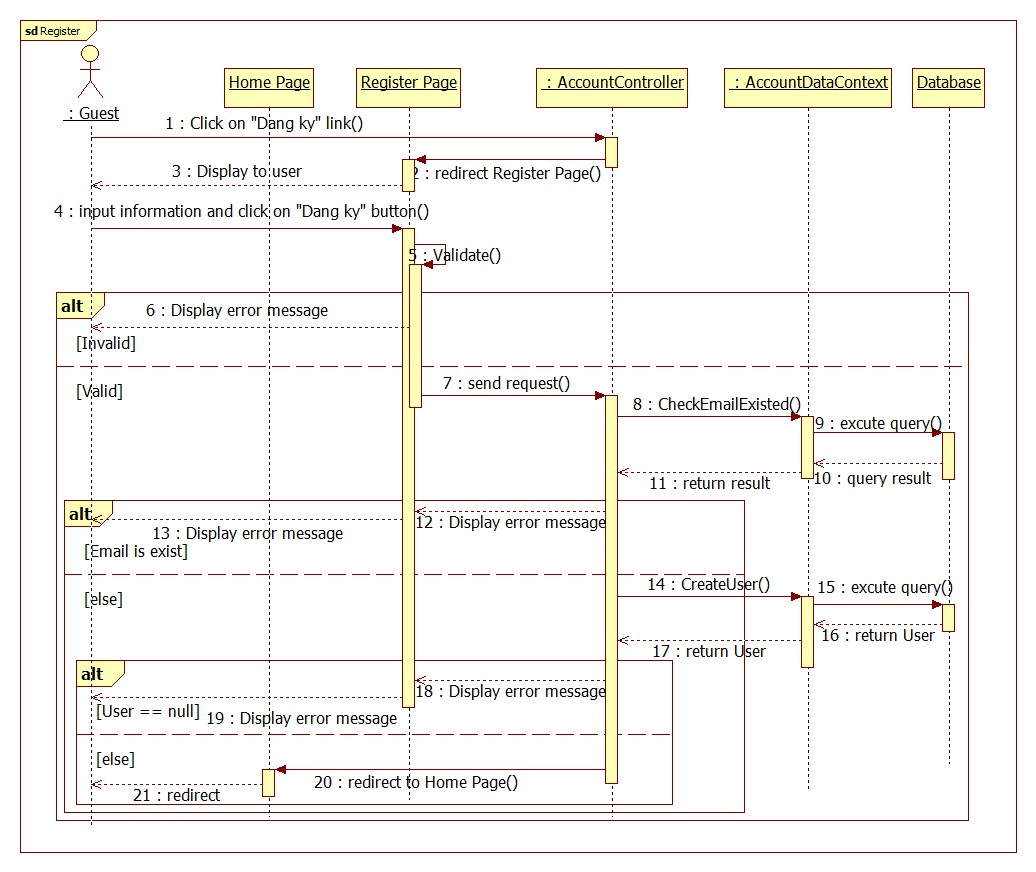 sd Register
: Guest
Home Page
Register Page
: AccountController
: AccountDataContext
Database
1 : Click on "Dang ky" link()
2 : redirect Register Page()
3 : Display to user
4 : input information and click on "Dang ky" button()
5 : Validate()
alt
6 : Display error message
[Invalid]
[Valid]
7 : send request()
8 : CheckEmailExisted()
9 : excute query()
10 : query result
11 : return result
alt
12 : Display error message
13 : Display error message
[Email is exist]
[else]
14 : CreateUser()
15 : excute query()
16 : return User
17 : return User
alt
18 : Display error message
[User == null]
19 : Display error message
[else]
20 : redirect to Home Page()
21 : redirect